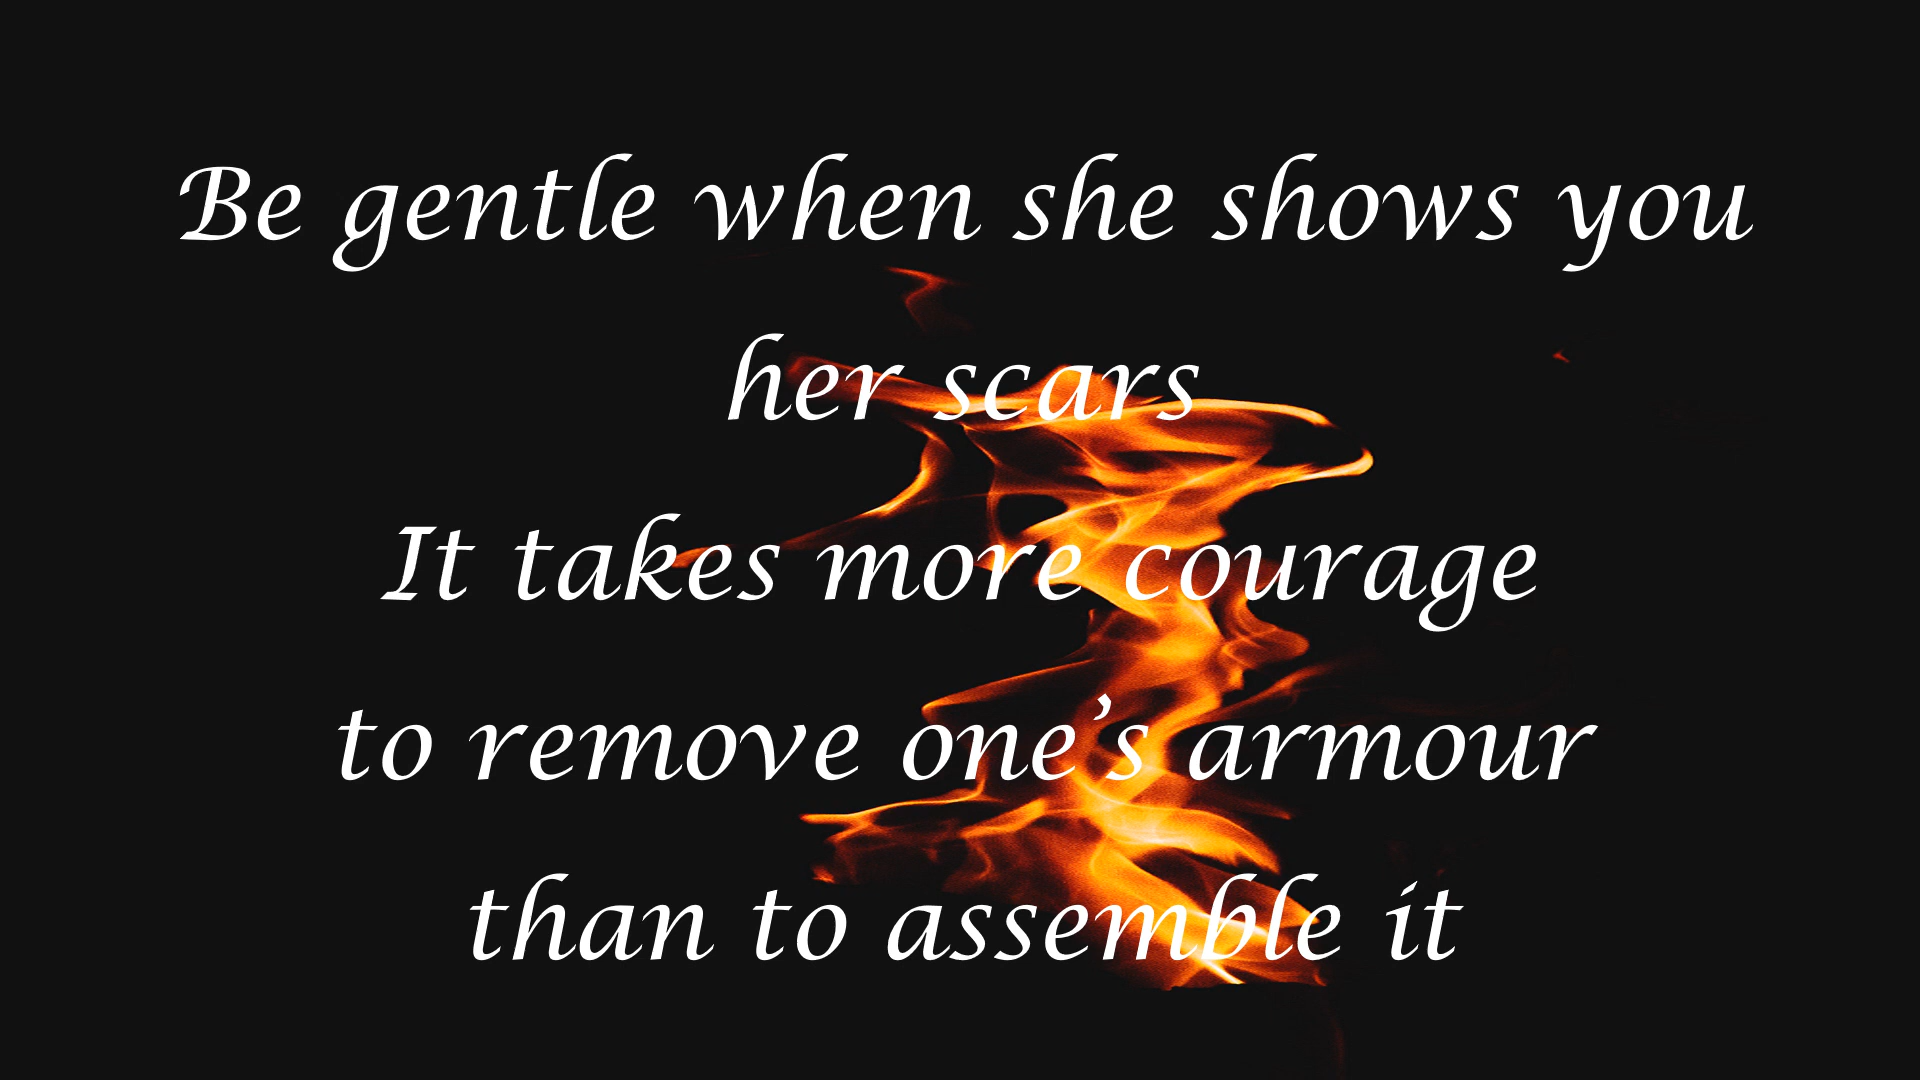 Be gentle when she shows you
her scars
It takes more courage
to remove one’s armour
than to assemble it